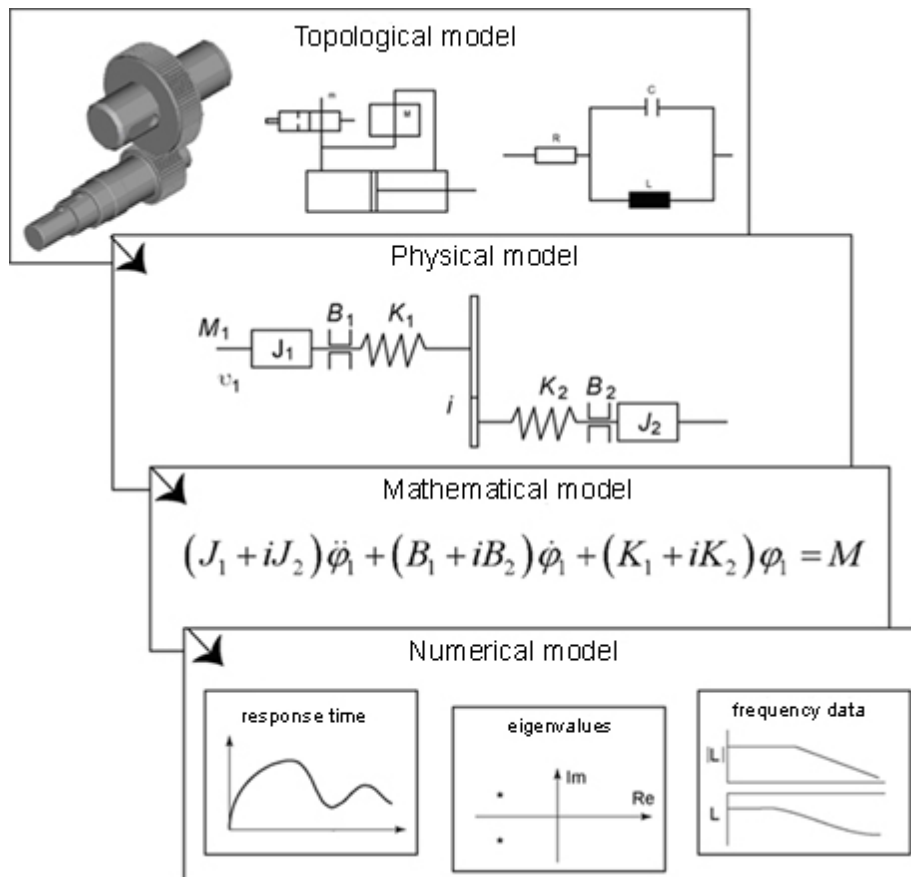 Topological model
m
M
C
R
L
Physical model
M₁
J₁
B₁
K₁
υ₁
i
K₂
B₂
J₂
Mathematical model
(J₁ + iJ₂)φ̈₁ + (B₁ + iB₂)φ̇₁ + (K₁ + iK₂)φ₁ = M
Numerical model
response time
eigenvalues
Im
Re
frequency data
|L|
L